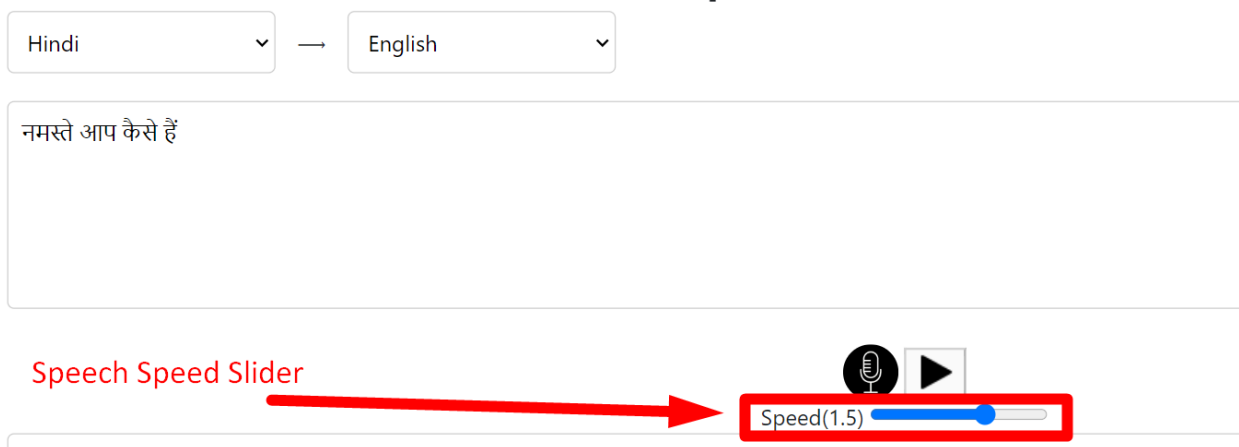 Hindi English
नमस्ते आप कैसे हैं
Speech Speed Slider
Speed(1.5)